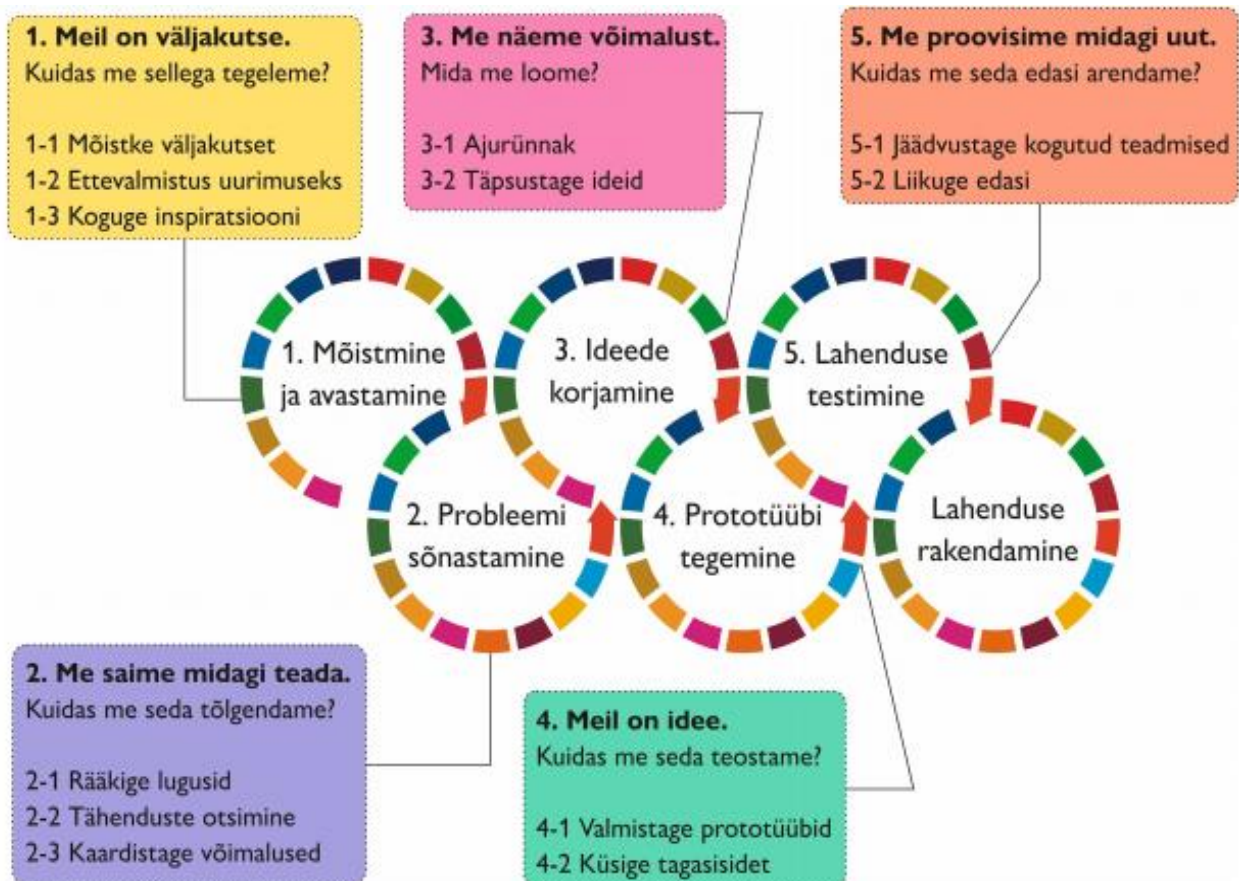 1. Meil on väljakutse.
Kuidas me sellega tegeleme?
1-1 Mõistke väljakutset
1-2 Ettevalmistus uurimuseks
1-3 Koguge inspiratsiooni
3. Me näeme võimalust.
Mida me loome?
3-1 Ajurünnak
3-2 Täpsustage ideid
5. Me proovisime midagi uut.
Kuidas me seda edasi arendame?
5-1 Jäädvustage kogutud teadmised
5-2 Liikuge edasi
1. Mõistmine
ja avastamine
3. Ideede
korjamine
5. Lahenduse
testimine
2. Probleemi
sõnastamine
4. Prototüübi
tegemine
Lahenduse
rakendamine
2. Me saime midagi teada.
Kuidas me seda tõlgendame?
2-1 Rääkige lugusid
2-2 Tähenduste otsimine
2-3 Kaardistage võimalused
4. Meil on idee.
Kuidas me seda teostame?
4-1 Valmistage prototüübid
4-2 Küsige tagasisidet